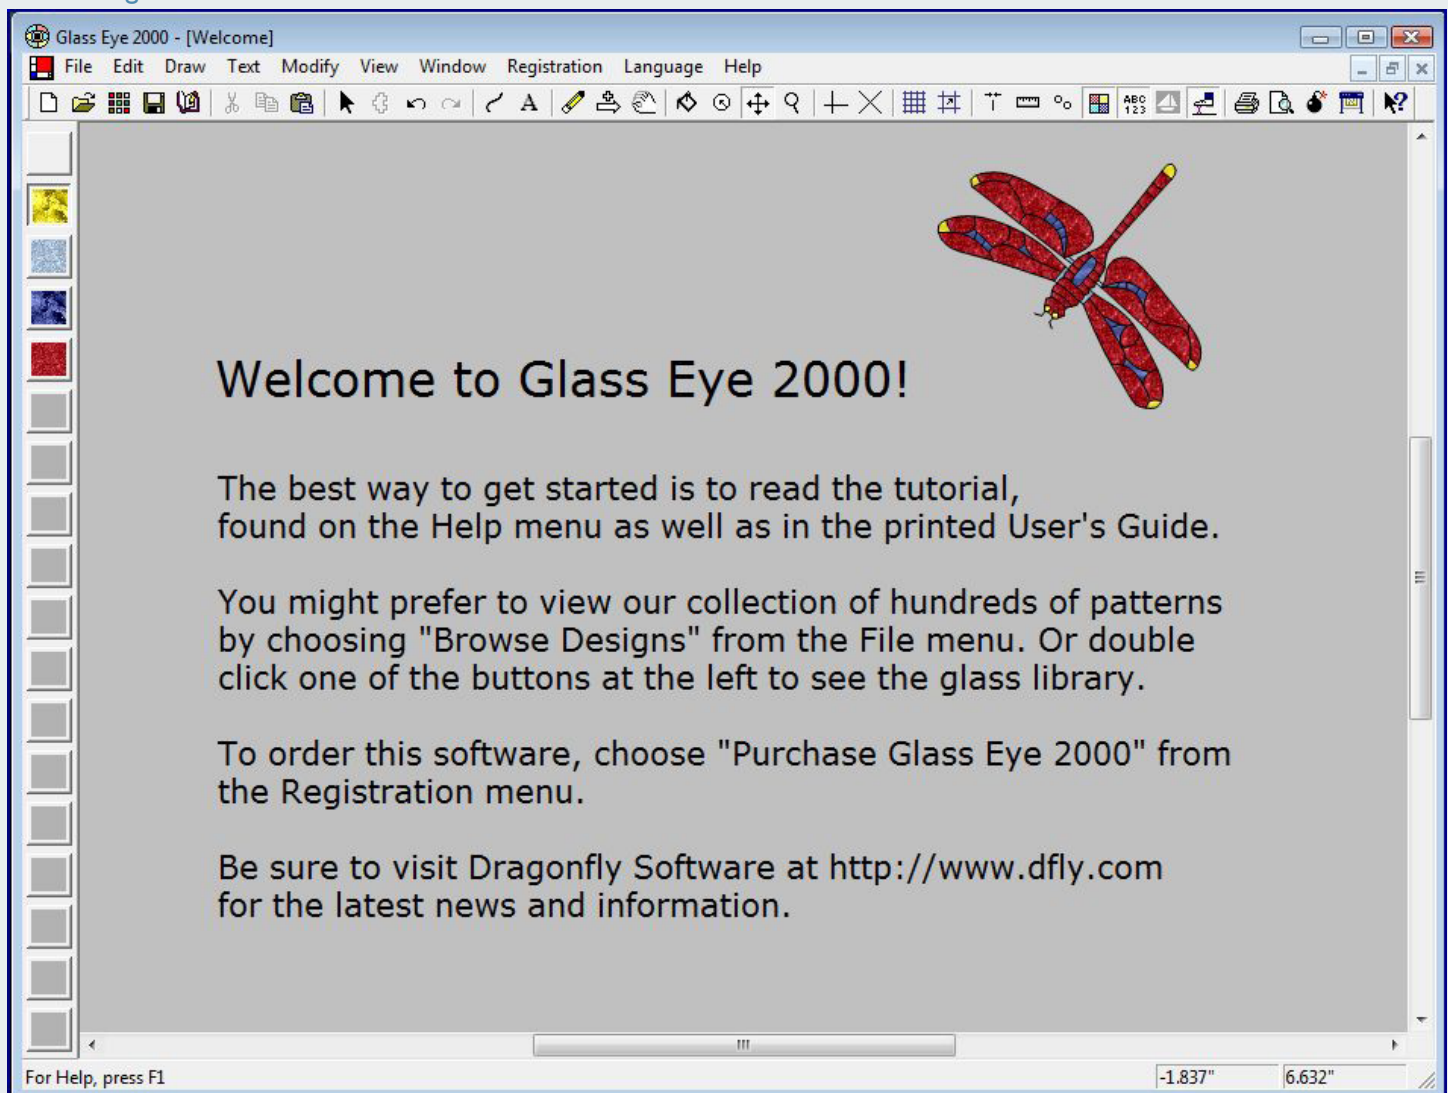 Glass Eye 2000 - [Welcome]
File Edit Draw Text Modify View Window Registration Language Help
A ABC 123 ?
Welcome to Glass Eye 2000!
The best way to get started is to read the tutorial,
found on the Help menu as well as in the printed User's Guide.
You might prefer to view our collection of hundreds of patterns
by choosing "Browse Designs" from the File menu. Or double
click one of the buttons at the left to see the glass library.
To order this software, choose "Purchase Glass Eye 2000" from
the Registration menu.
Be sure to visit Dragonfly Software at http://www.dfly.com
for the latest news and information.
For Help, press F1 -1.837" 6.632"